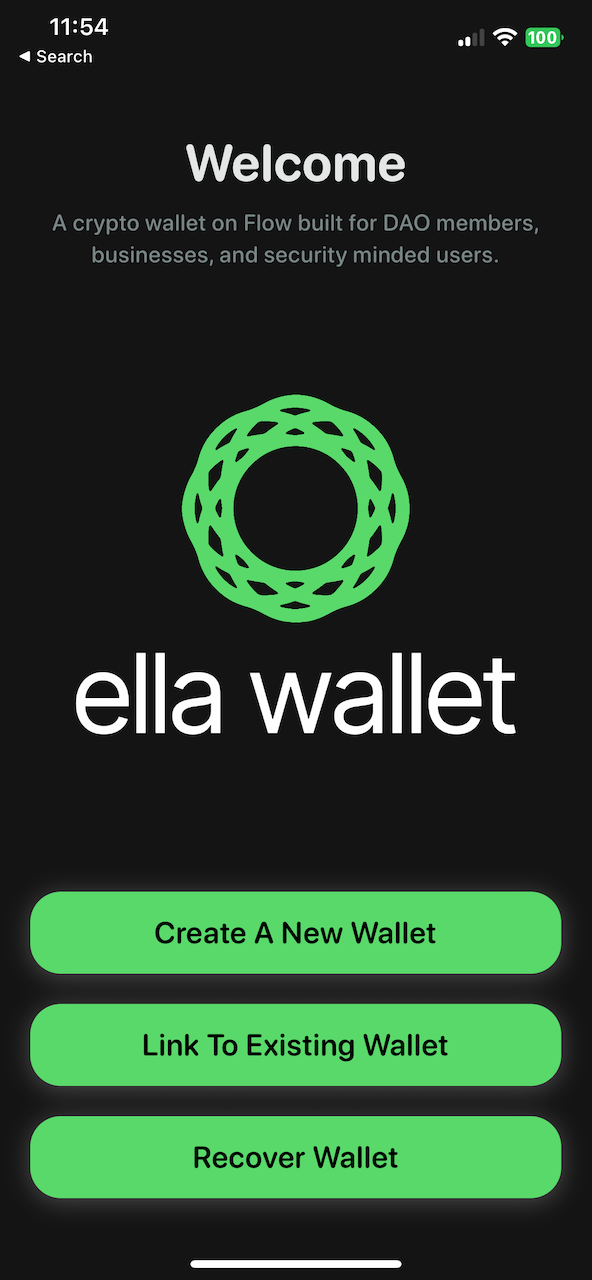 11:54
100
◀ Search
Welcome
A crypto wallet on Flow built for DAO members,
businesses, and security minded users.
ella wallet
Create A New Wallet
Link To Existing Wallet
Recover Wallet